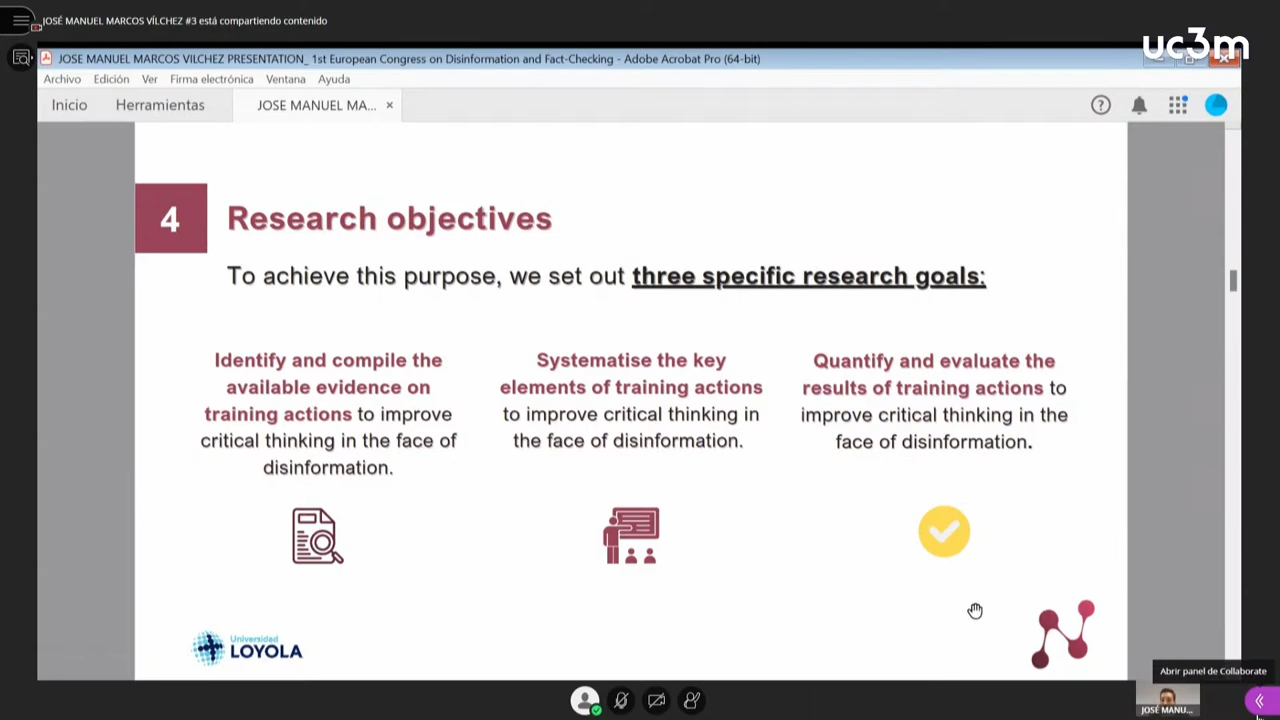 JOSÉ MANUEL MARCOS VÍLCHEZ #3 está compartiendo contenido
uc3m
JOSE MANUEL MARCOS VILCHEZ PRESENTATION_ 1st European Congress on Disinformation and Fact-Checking - Adobe Acrobat Pro (64-bit)
Archivo Edición Ver Firma electrónica Ventana Ayuda
Inicio Herramientas JOSE MANUEL MA... ×
4 Research objectives
To achieve this purpose, we set out three specific research goals:
Identify and compile the
available evidence on
training actions to improve
critical thinking in the face of
disinformation.
Systematise the key
elements of training actions
to improve critical thinking in
the face of disinformation.
Quantify and evaluate the
results of training actions to
improve critical thinking in the
face of disinformation.
Universidad
LOYOLA
Abrir panel de Collaborate
JOSÉ MANU...